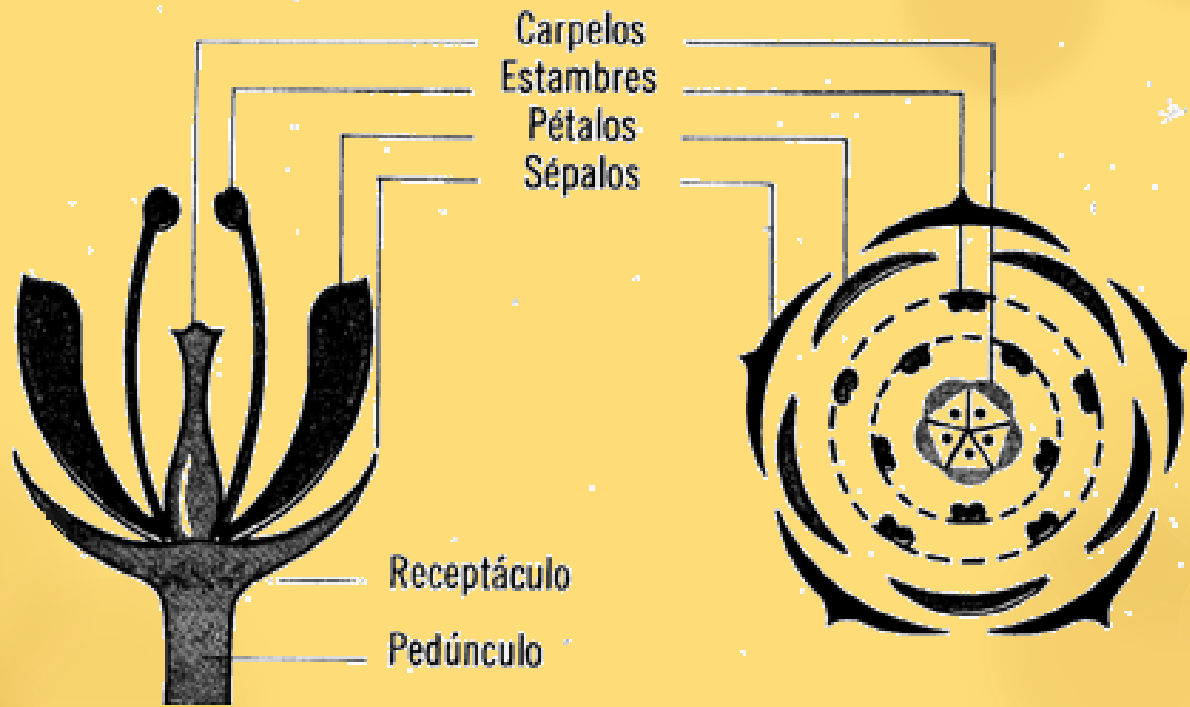 Carpelos
Estambres
Pétalos
Sépalos
Receptáculo
Pedúnculo